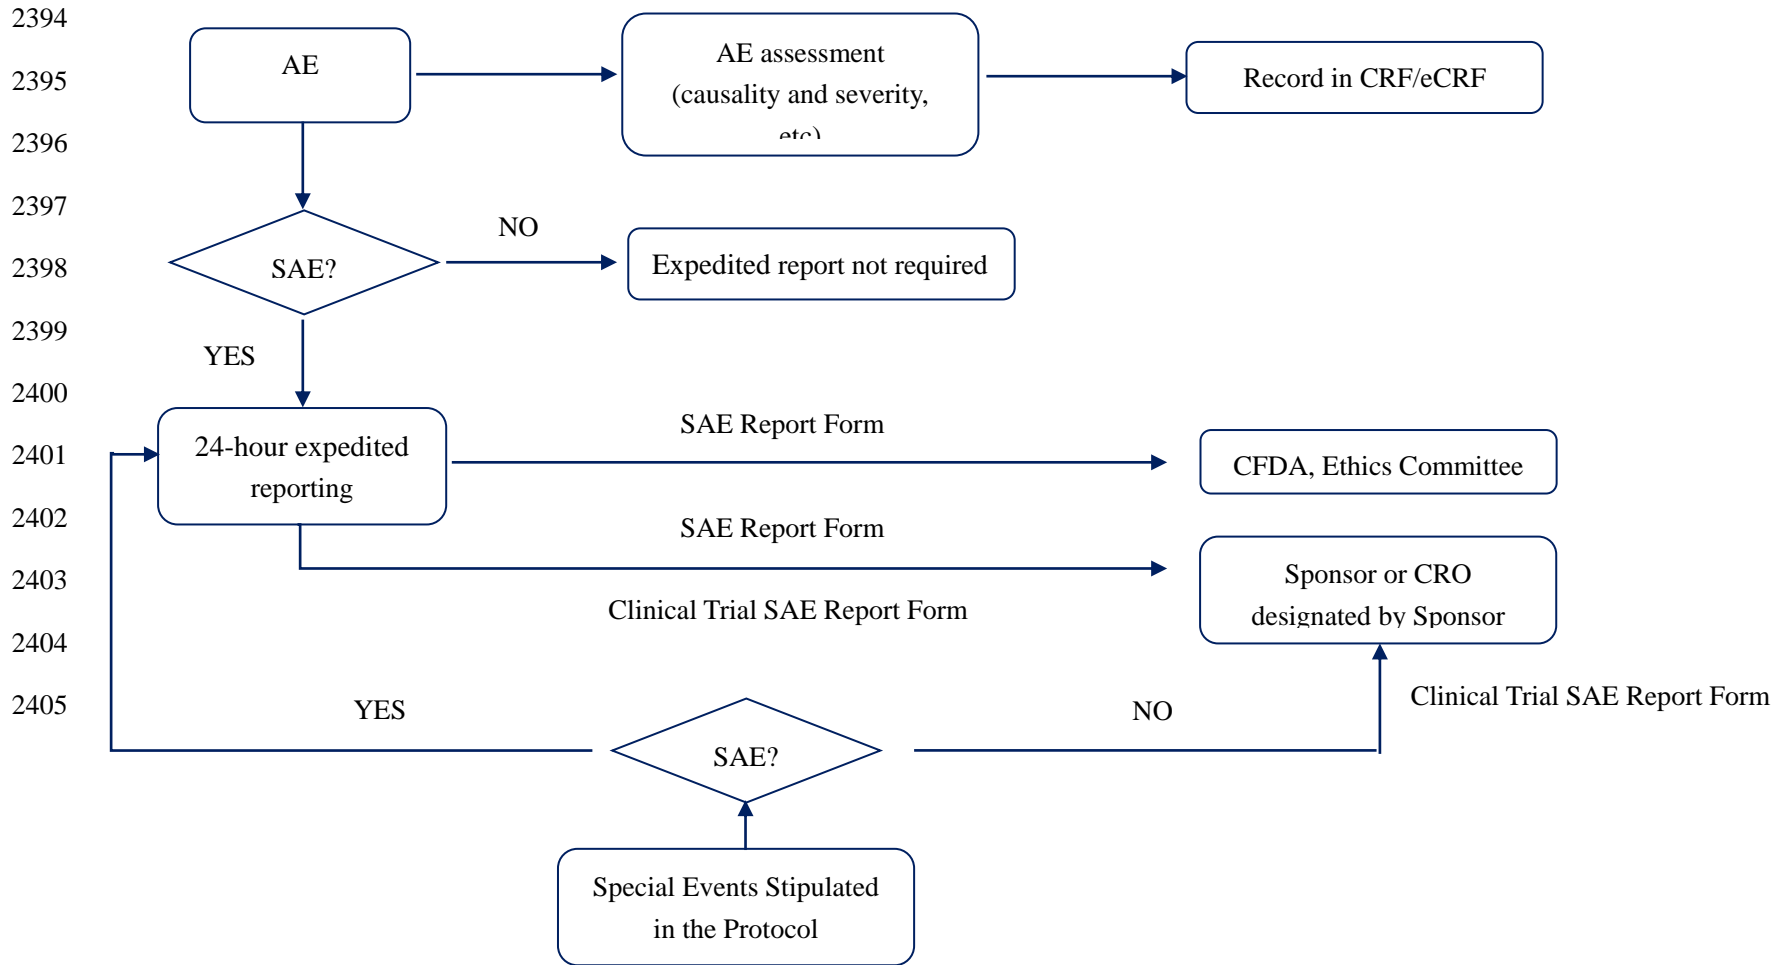 2394
AE
AE assessment
(causality and severity,
etc)
2395
Record in CRF/eCRF
2396
2397
NO
2398
SAE?
Expedited report not required
2399
YES
2400
SAE Report Form
2401
24-hour expedited
reporting
CFDA, Ethics Committee
2402
SAE Report Form
2403
Sponsor or CRO
designated by Sponsor
Clinical Trial SAE Report Form
2404
2405
YES
NO
Clinical Trial SAE Report Form
SAE?
Special Events Stipulated
in the Protocol